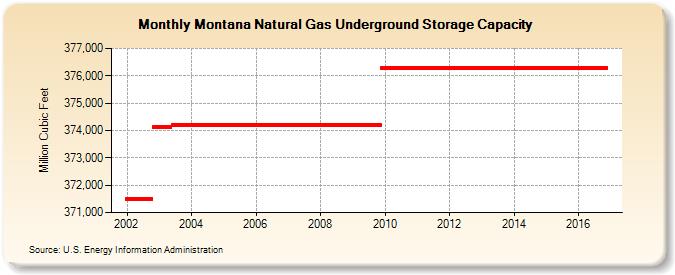 Monthly Montana Natural Gas Underground Storage Capacity
Million Cubic Feet
377,000
376,000
375,000
374,000
373,000
372,000
371,000
2002 2004 2006 2008 2010 2012 2014 2016
Source: U.S. Energy Information Administration